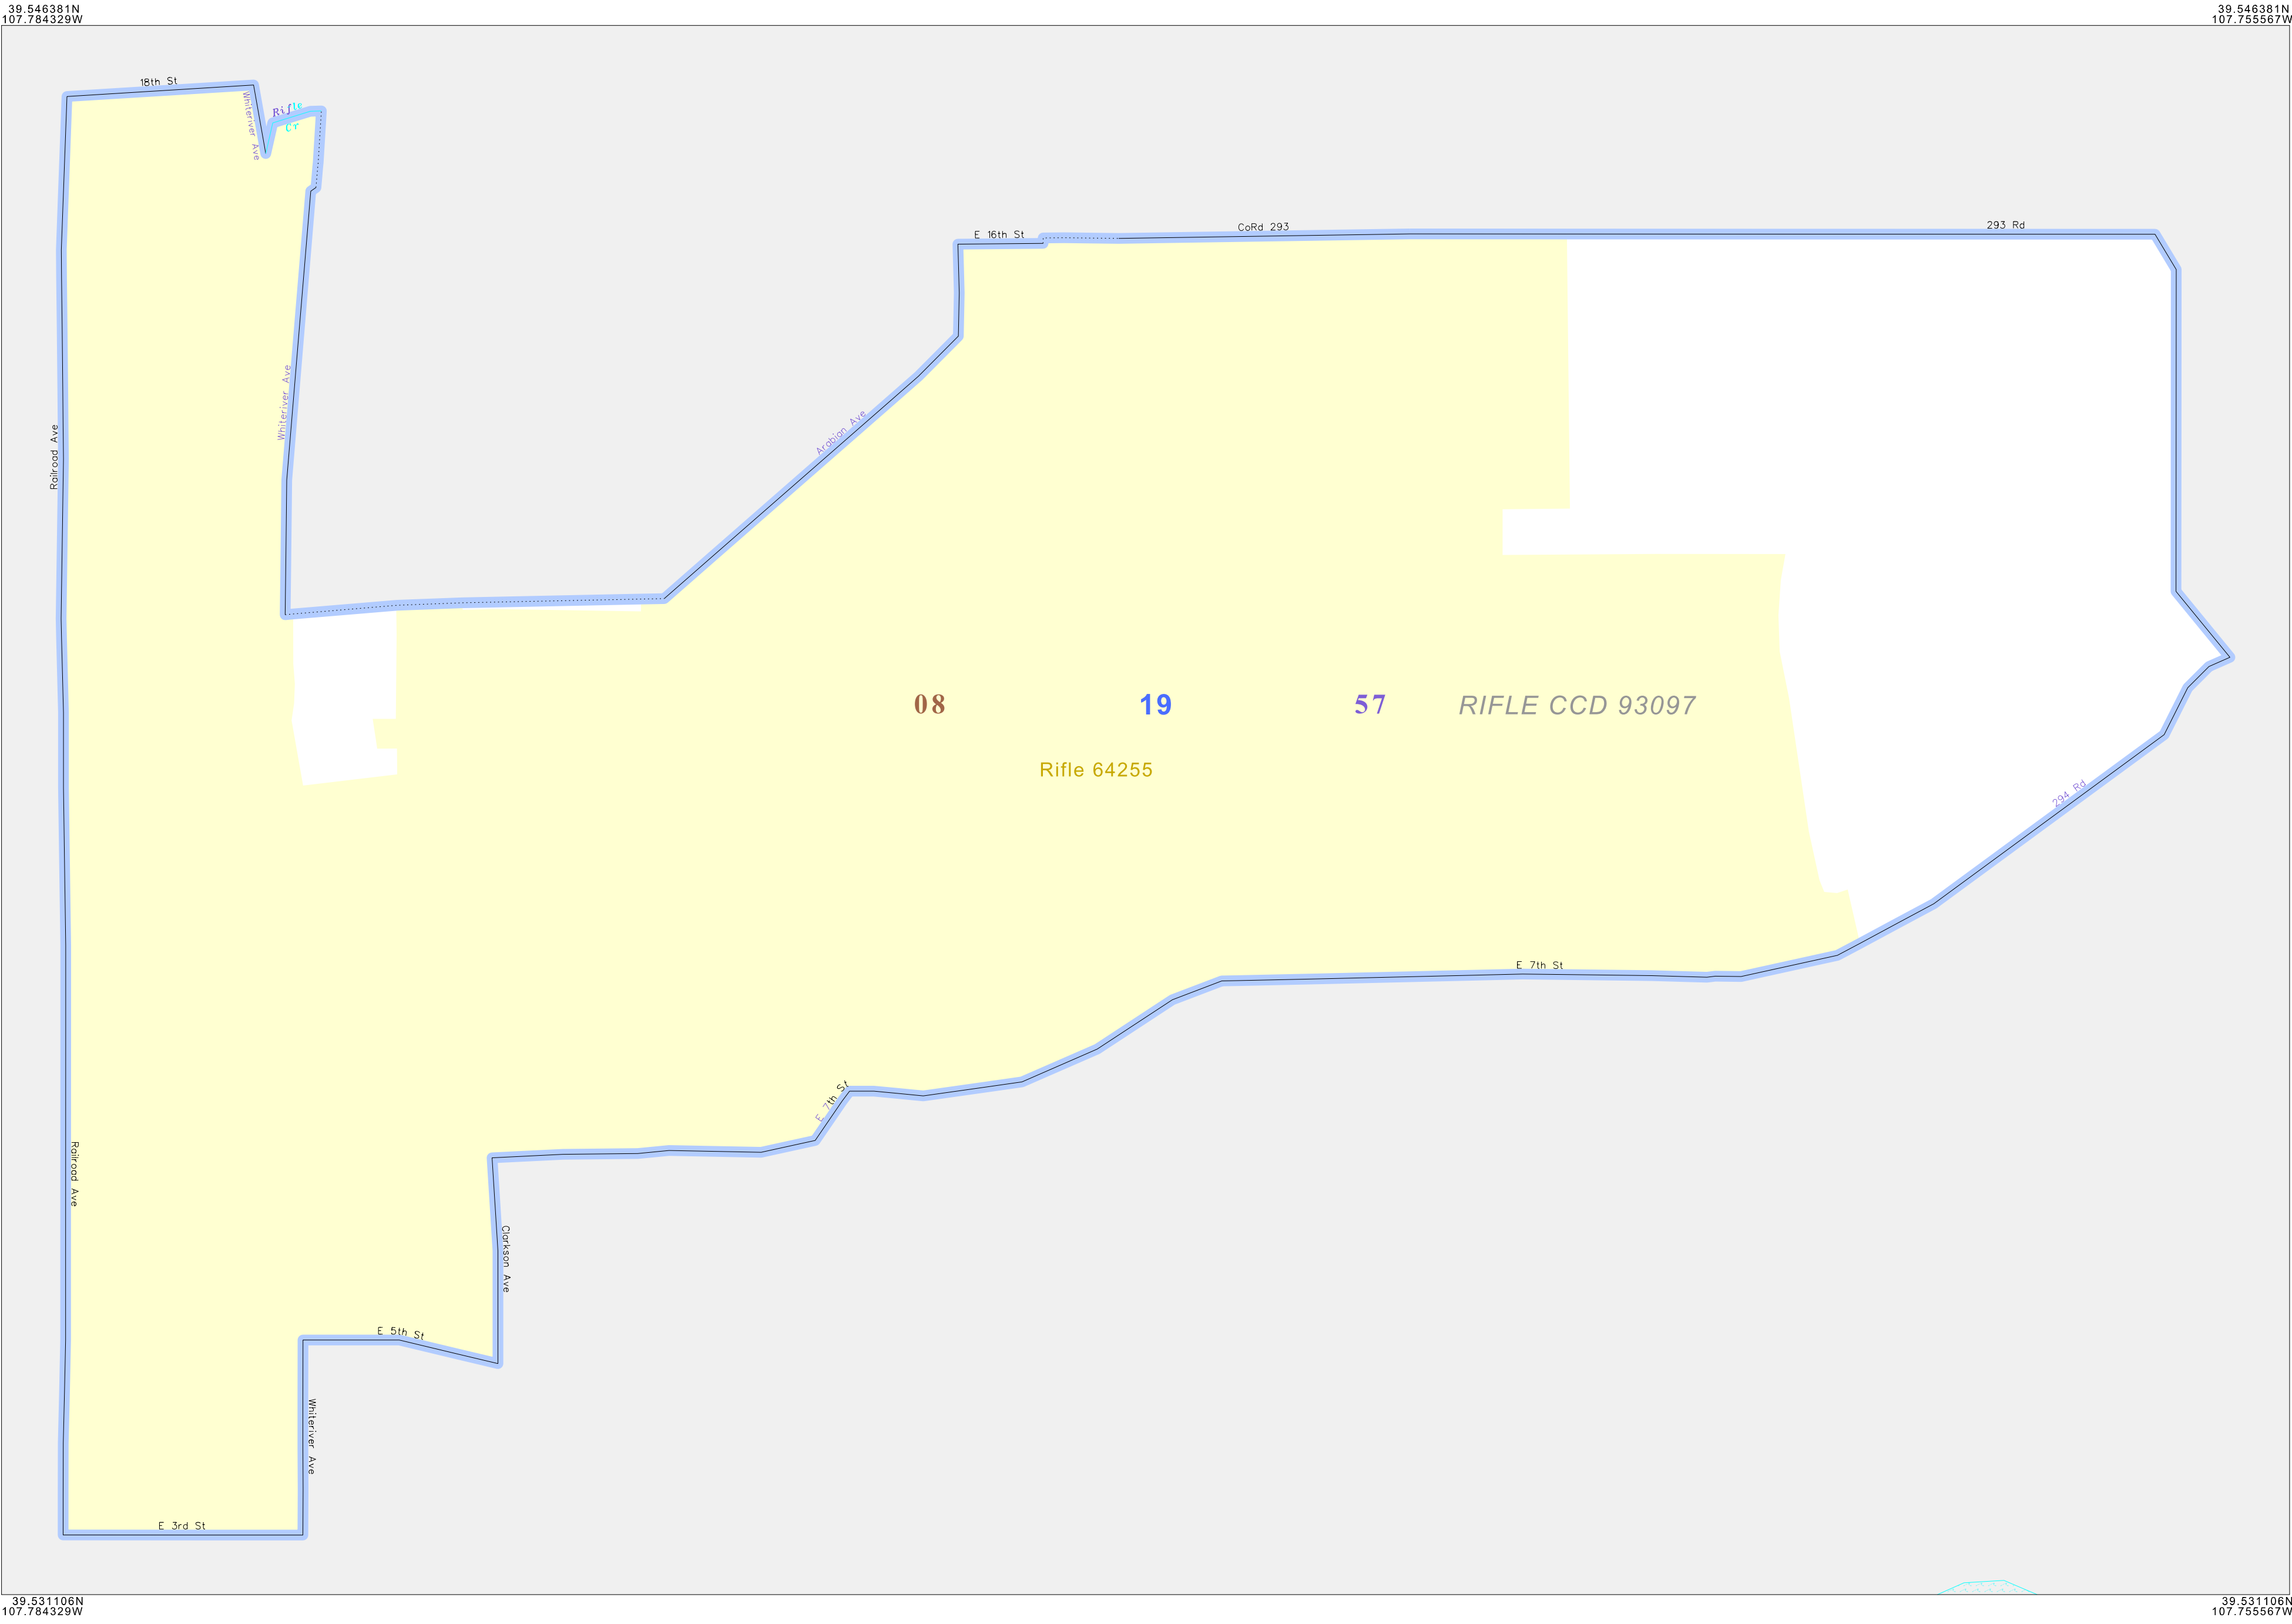 39.546381N
107.784329W
39.546381N
107.755567W
18th St
Whiteriver Ave
Rifle
Cr
E 16th St
CoRd 293
293 Rd
Railroad Ave
Whiteriver Ave
Arabian Ave
08
19
57
RIFLE CCD 93097
Rifle 64255
294 Rd
E 7th St
E 7th St
Railroad Ave
Clarkson Ave
E 5th St
Whiteriver Ave
E 3rd St
39.531106N
107.784329W
39.531106N
107.755567W